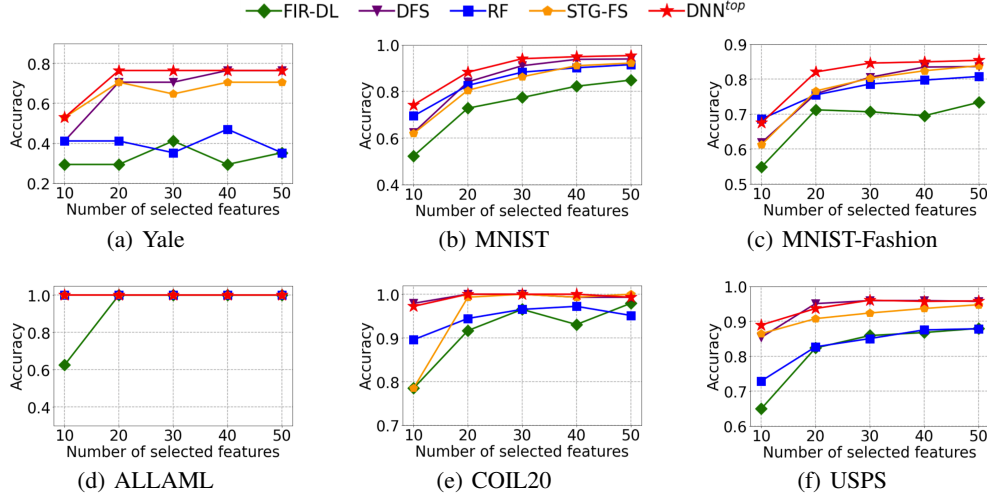 FIR-DL DFS RF STG-FS DNN^top
0.8
0.6
0.4
0.2
Accuracy
10 20 30 40 50
Number of selected features
(a) Yale
1.0
0.8
0.6
0.4
Accuracy
10 20 30 40 50
Number of selected features
(b) MNIST
0.9
0.8
0.7
0.6
0.5
Accuracy
10 20 30 40 50
Number of selected features
(c) MNIST-Fashion
1.0
0.8
0.6
0.4
Accuracy
10 20 30 40 50
Number of selected features
(d) ALLAML
1.0
0.9
0.8
0.7
Accuracy
10 20 30 40 50
Number of selected features
(e) COIL20
1.0
0.9
0.8
0.7
0.6
Accuracy
10 20 30 40 50
Number of selected features
(f) USPS